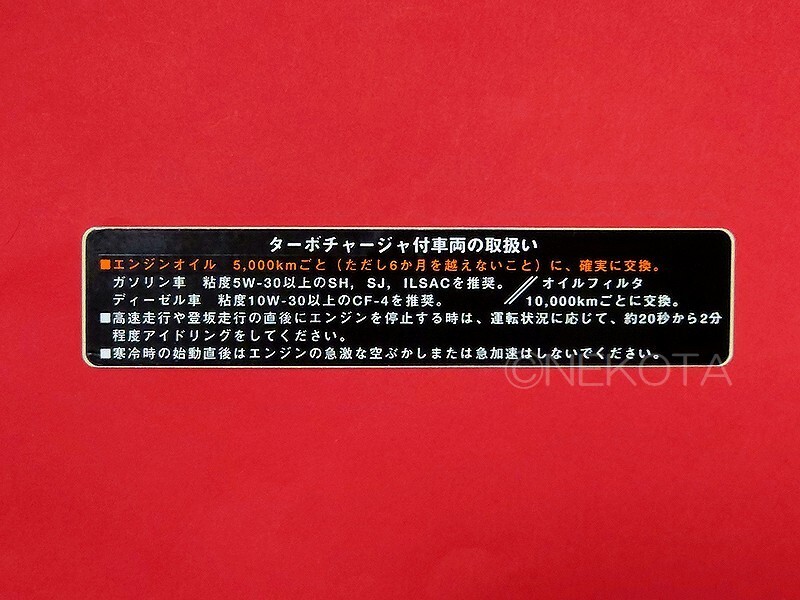 ターボチャージャ付車両の取扱い
■エンジンオイル 5,000kmごと（ただし6か月を越えないこと）に、確実に交換。
ガソリン車 粘度5W-30以上のSH, SJ, ILSACを推奨。 // オイルフィルタ
ディーゼル車 粘度10W-30以上のCF-4を推奨。 10,000kmごとに交換。
■高速走行や登坂走行の直後にエンジンを停止する時は、運転状況に応じて、約20秒から2分
程度アイドリングをしてください。
■寒冷時の始動直後はエンジンの急激な空ぶかしまたは急加速はしないでください。
©NEKOTA